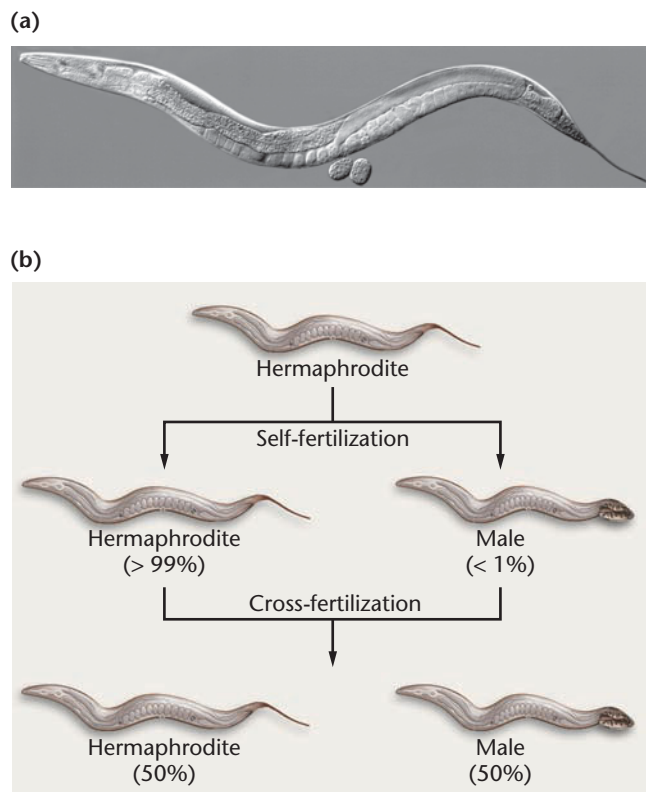 (a)
(b)
Hermaphrodite
Self-fertilization
Hermaphrodite
(> 99%)
Male
(< 1%)
Cross-fertilization
Hermaphrodite
(50%)
Male
(50%)